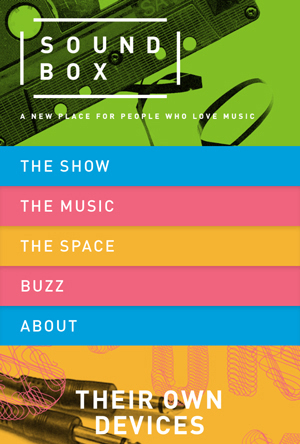 SOUND
BOX
A NEW PLACE FOR PEOPLE WHO LOVE MUSIC
THE SHOW
THE MUSIC
THE SPACE
BUZZ
ABOUT
THEIR OWN
DEVICES